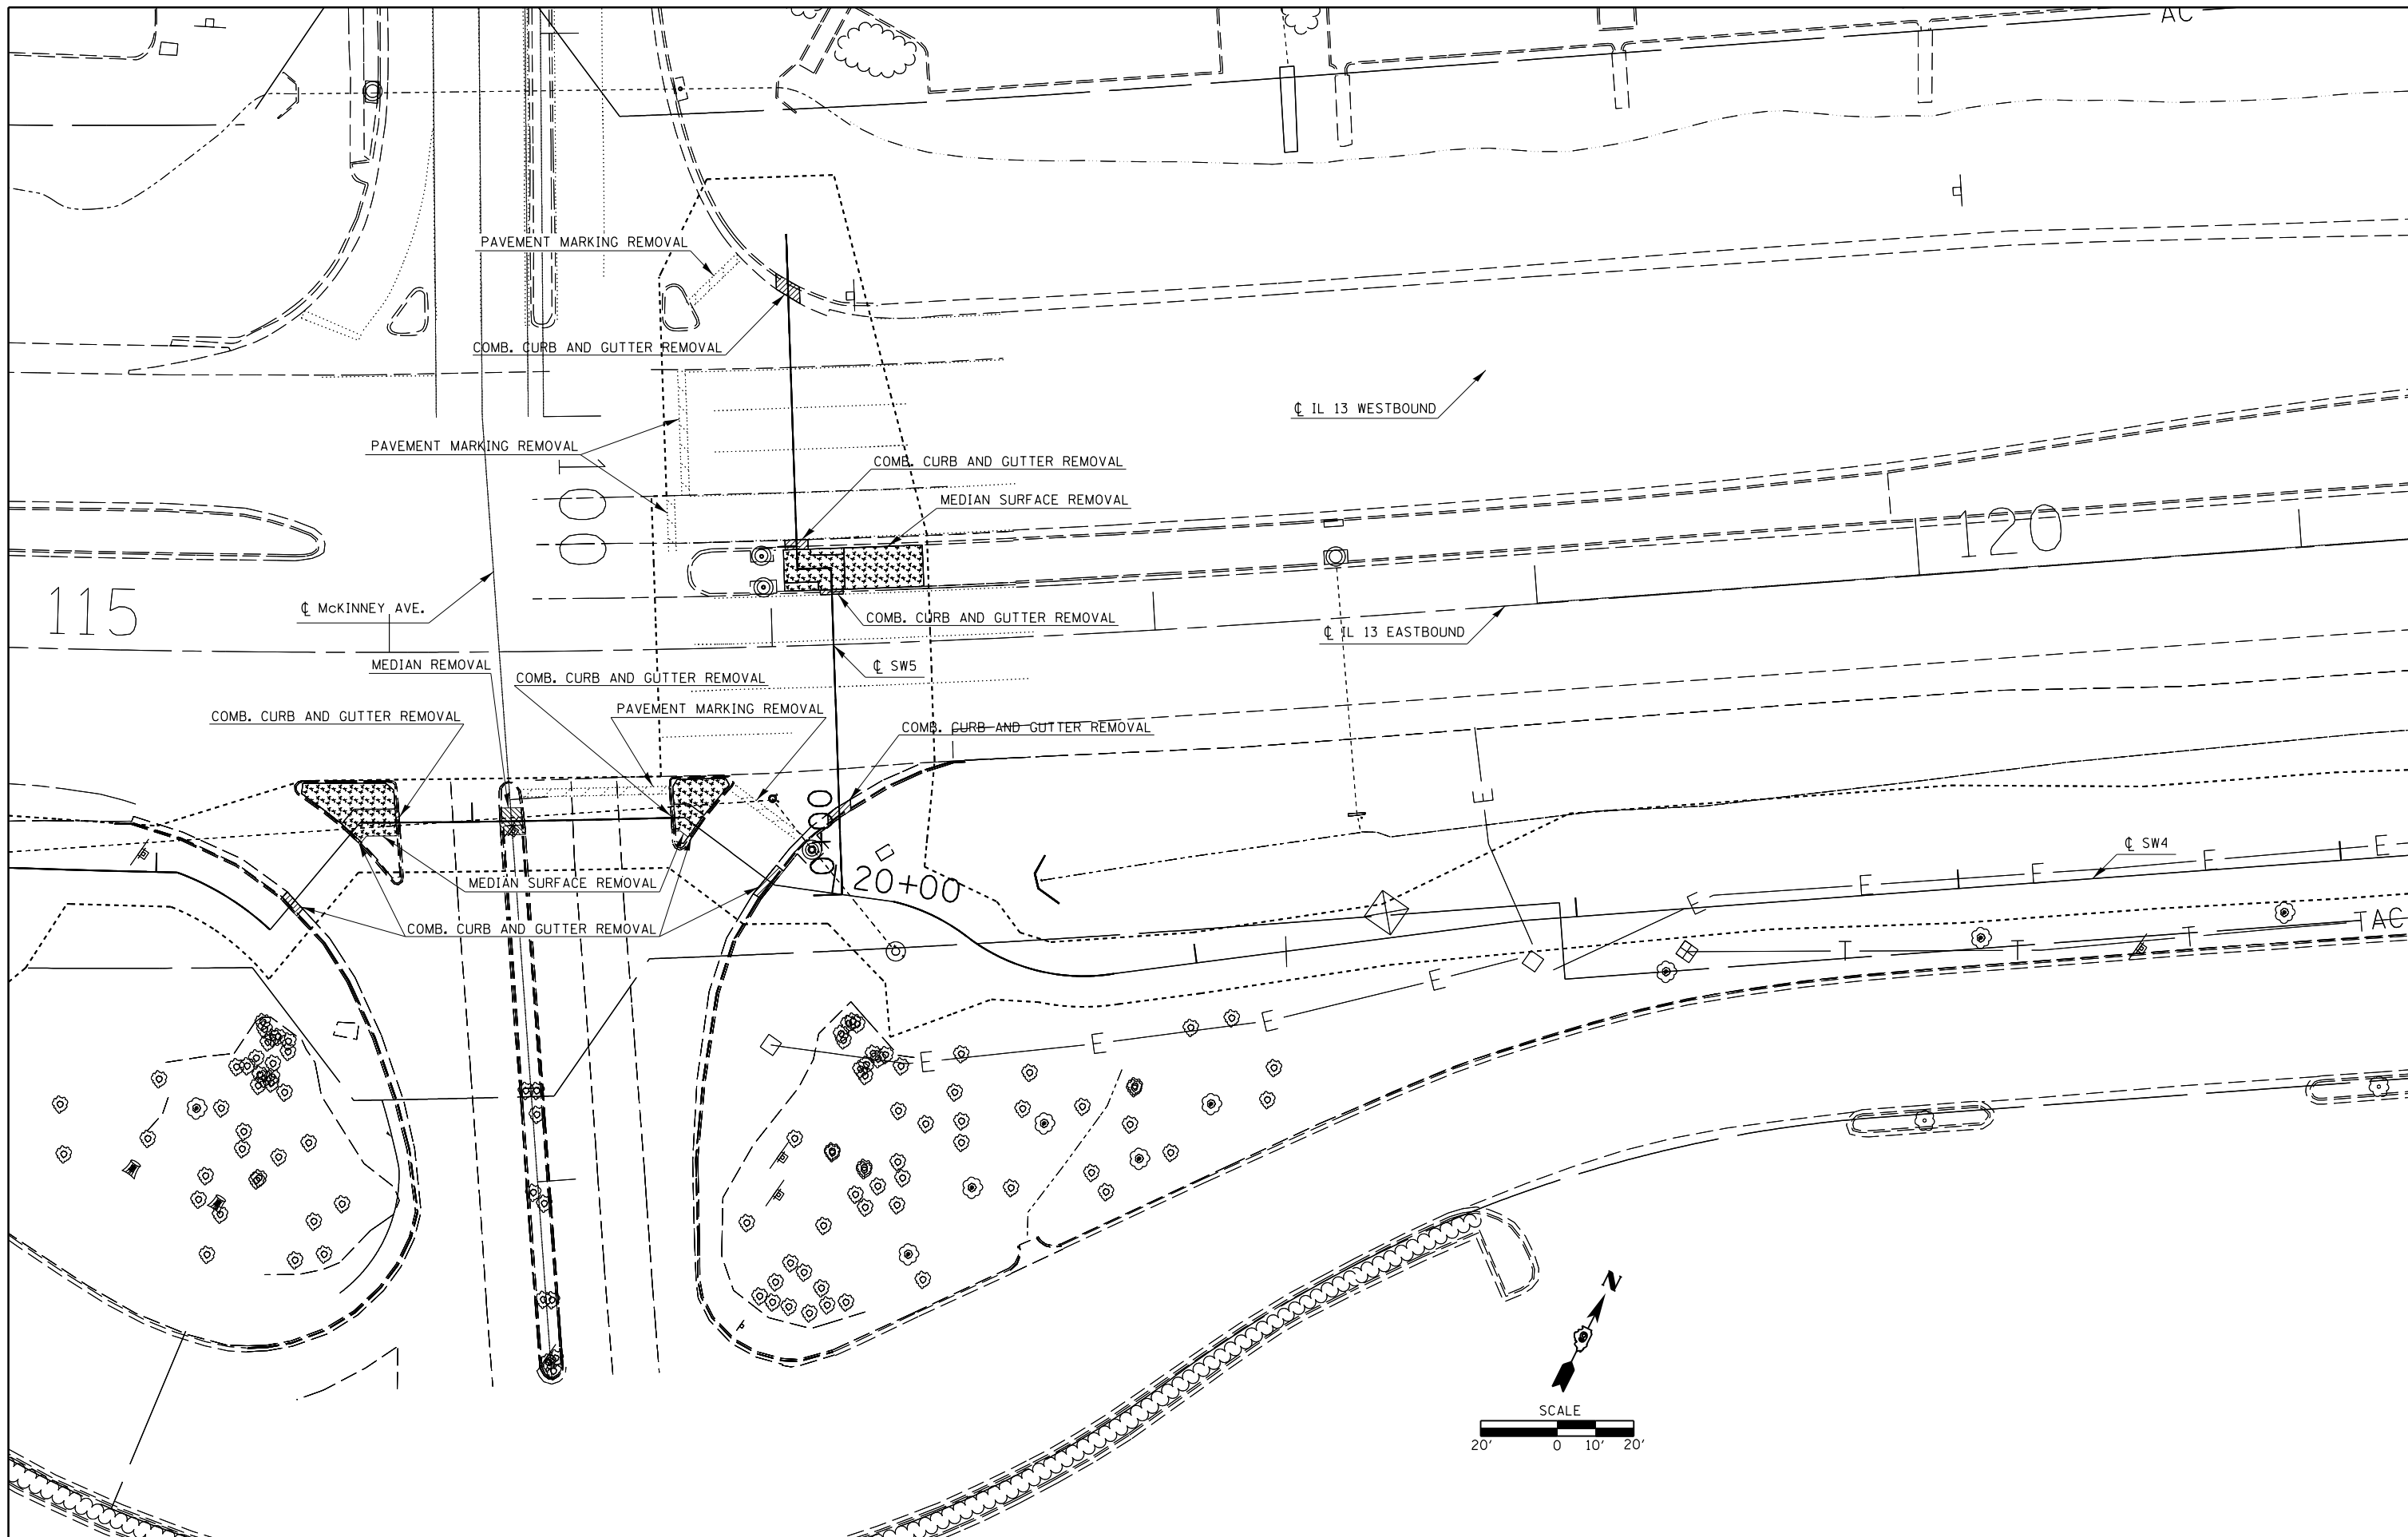 AC
PAVEMENT MARKING REMOVAL
COMB. CURB AND GUTTER REMOVAL
℄ IL 13 WESTBOUND
PAVEMENT MARKING REMOVAL
COMB. CURB AND GUTTER REMOVAL
MEDIAN SURFACE REMOVAL
120
115
℄ McKINNEY AVE.
COMB. CURB AND GUTTER REMOVAL
℄ IL 13 EASTBOUND
MEDIAN REMOVAL
℄ SW5
COMB. CURB AND GUTTER REMOVAL
PAVEMENT MARKING REMOVAL
COMB. CURB AND GUTTER REMOVAL
COMB. CURB AND GUTTER REMOVAL
E
℄ SW4
E
E
E
E
E
MEDIAN SURFACE REMOVAL
20+00
TAC
COMB. CURB AND GUTTER REMOVAL
T
T
T
E
E
E
E
N
SCALE
20' 0 10' 20'